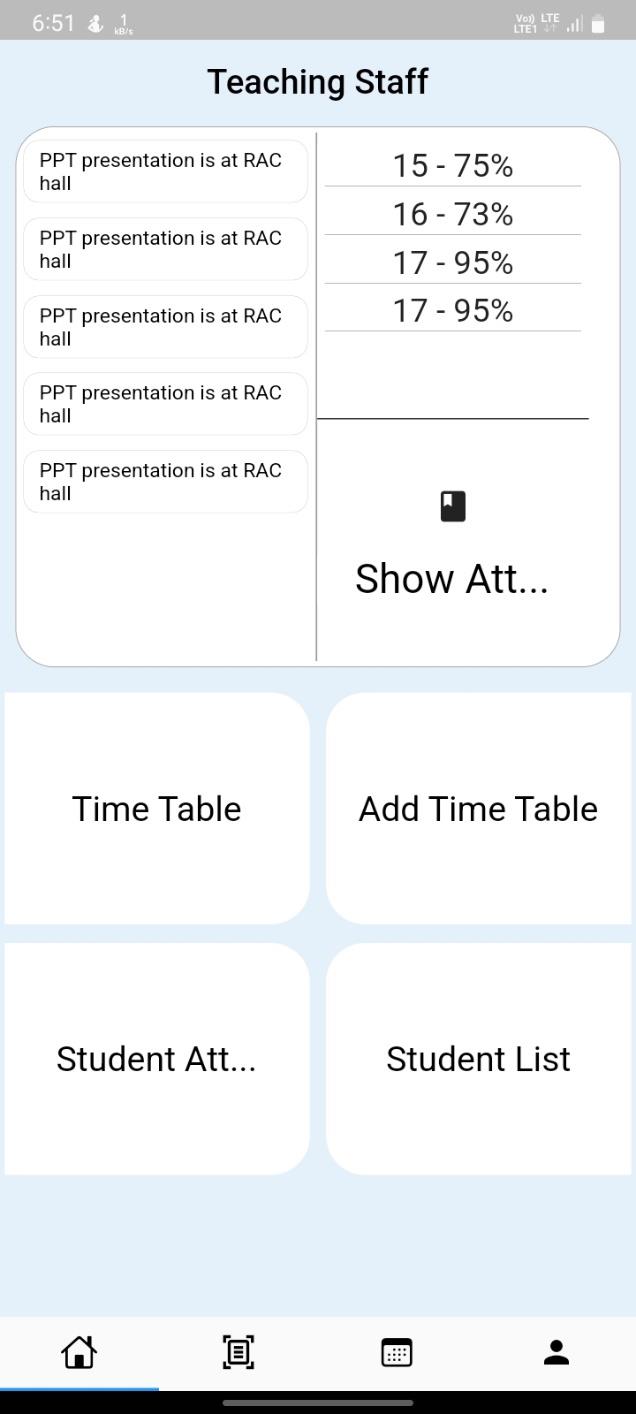 6:51
1
kB/s
Vo)) LTE
LTE1
Teaching Staff
PPT presentation is at RAC
hall
PPT presentation is at RAC
hall
PPT presentation is at RAC
hall
PPT presentation is at RAC
hall
PPT presentation is at RAC
hall
15 - 75%
16 - 73%
17 - 95%
17 - 95%
Show Att...
Time Table
Add Time Table
Student Att...
Student List